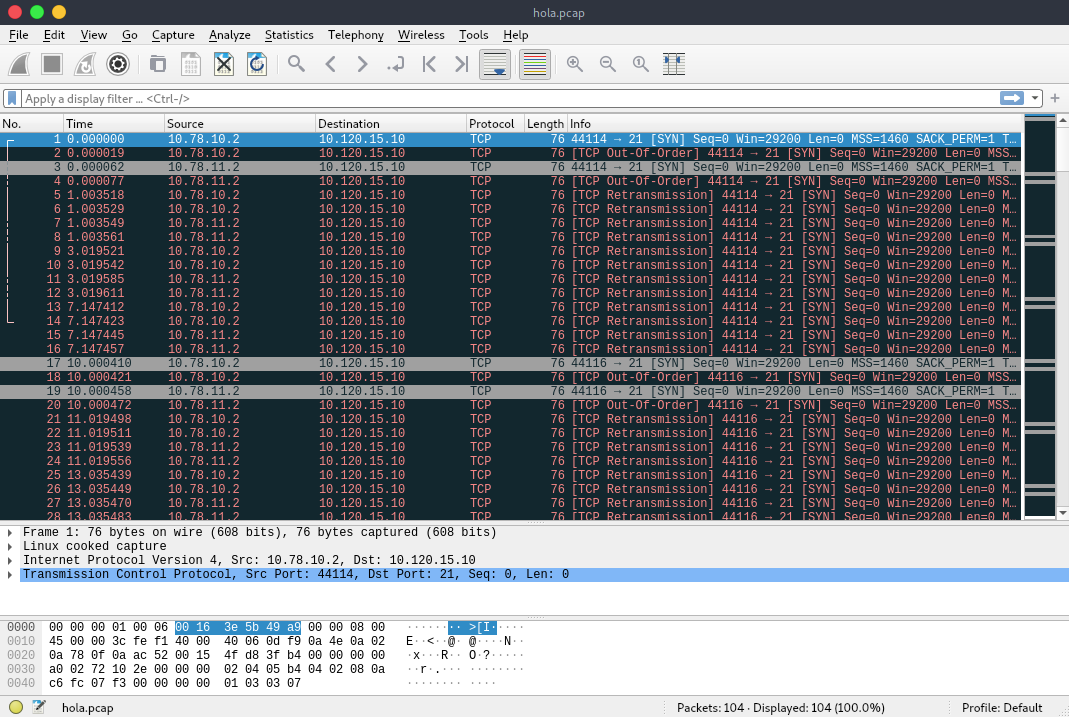 hola.pcap
File Edit View Go Capture Analyze Statistics Telephony Wireless Tools Help
Apply a display filter ... <Ctrl-/>
No. Time Source Destination Protocol Length Info
1 0.000000 10.78.10.2 10.120.15.10 TCP 76 44114 → 21 [SYN] Seq=0 Win=29200 Len=0 MSS=1460 SACK_PERM=1 T…
2 0.000019 10.78.10.2 10.120.15.10 TCP 76 [TCP Out-Of-Order] 44114 → 21 [SYN] Seq=0 Win=29200 Len=0 MSS…
3 0.000062 10.78.11.2 10.120.15.10 TCP 76 44114 → 21 [SYN] Seq=0 Win=29200 Len=0 MSS=1460 SACK_PERM=1 T…
4 0.000077 10.78.11.2 10.120.15.10 TCP 76 [TCP Out-Of-Order] 44114 → 21 [SYN] Seq=0 Win=29200 Len=0 MSS…
5 1.003518 10.78.10.2 10.120.15.10 TCP 76 [TCP Retransmission] 44114 → 21 [SYN] Seq=0 Win=29200 Len=0 M…
6 1.003529 10.78.10.2 10.120.15.10 TCP 76 [TCP Retransmission] 44114 → 21 [SYN] Seq=0 Win=29200 Len=0 M…
7 1.003549 10.78.11.2 10.120.15.10 TCP 76 [TCP Retransmission] 44114 → 21 [SYN] Seq=0 Win=29200 Len=0 M…
8 1.003561 10.78.11.2 10.120.15.10 TCP 76 [TCP Retransmission] 44114 → 21 [SYN] Seq=0 Win=29200 Len=0 M…
9 3.019521 10.78.10.2 10.120.15.10 TCP 76 [TCP Retransmission] 44114 → 21 [SYN] Seq=0 Win=29200 Len=0 M…
10 3.019542 10.78.10.2 10.120.15.10 TCP 76 [TCP Retransmission] 44114 → 21 [SYN] Seq=0 Win=29200 Len=0 M…
11 3.019585 10.78.11.2 10.120.15.10 TCP 76 [TCP Retransmission] 44114 → 21 [SYN] Seq=0 Win=29200 Len=0 M…
12 3.019611 10.78.11.2 10.120.15.10 TCP 76 [TCP Retransmission] 44114 → 21 [SYN] Seq=0 Win=29200 Len=0 M…
13 7.147412 10.78.10.2 10.120.15.10 TCP 76 [TCP Retransmission] 44114 → 21 [SYN] Seq=0 Win=29200 Len=0 M…
14 7.147423 10.78.10.2 10.120.15.10 TCP 76 [TCP Retransmission] 44114 → 21 [SYN] Seq=0 Win=29200 Len=0 M…
15 7.147445 10.78.11.2 10.120.15.10 TCP 76 [TCP Retransmission] 44114 → 21 [SYN] Seq=0 Win=29200 Len=0 M…
16 7.147457 10.78.11.2 10.120.15.10 TCP 76 [TCP Retransmission] 44114 → 21 [SYN] Seq=0 Win=29200 Len=0 M…
17 10.000410 10.78.10.2 10.120.15.10 TCP 76 44116 → 21 [SYN] Seq=0 Win=29200 Len=0 MSS=1460 SACK_PERM=1 T…
18 10.000421 10.78.10.2 10.120.15.10 TCP 76 [TCP Out-Of-Order] 44116 → 21 [SYN] Seq=0 Win=29200 Len=0 MSS…
19 10.000458 10.78.11.2 10.120.15.10 TCP 76 44116 → 21 [SYN] Seq=0 Win=29200 Len=0 MSS=1460 SACK_PERM=1 T…
20 10.000472 10.78.11.2 10.120.15.10 TCP 76 [TCP Out-Of-Order] 44116 → 21 [SYN] Seq=0 Win=29200 Len=0 MSS…
21 11.019498 10.78.10.2 10.120.15.10 TCP 76 [TCP Retransmission] 44116 → 21 [SYN] Seq=0 Win=29200 Len=0 M…
22 11.019511 10.78.10.2 10.120.15.10 TCP 76 [TCP Retransmission] 44116 → 21 [SYN] Seq=0 Win=29200 Len=0 M…
23 11.019539 10.78.11.2 10.120.15.10 TCP 76 [TCP Retransmission] 44116 → 21 [SYN] Seq=0 Win=29200 Len=0 M…
24 11.019556 10.78.11.2 10.120.15.10 TCP 76 [TCP Retransmission] 44116 → 21 [SYN] Seq=0 Win=29200 Len=0 M…
25 13.035439 10.78.10.2 10.120.15.10 TCP 76 [TCP Retransmission] 44116 → 21 [SYN] Seq=0 Win=29200 Len=0 M…
26 13.035449 10.78.10.2 10.120.15.10 TCP 76 [TCP Retransmission] 44116 → 21 [SYN] Seq=0 Win=29200 Len=0 M…
27 13.035470 10.78.11.2 10.120.15.10 TCP 76 [TCP Retransmission] 44116 → 21 [SYN] Seq=0 Win=29200 Len=0 M…
28 13.035483 10.78.11.2 10.120.15.10 TCP 76 [TCP Retransmission] 44116 → 21 [SYN] Seq=0 Win=29200 Len=0 M…
Frame 1: 76 bytes on wire (608 bits), 76 bytes captured (608 bits)
Linux cooked capture
Internet Protocol Version 4, Src: 10.78.10.2, Dst: 10.120.15.10
Transmission Control Protocol, Src Port: 44114, Dst Port: 21, Seq: 0, Len: 0
0000 00 00 00 01 00 06 00 16 3e 5b 49 a9 00 00 08 00 ········ >[I·····
0010 45 00 00 3c fe f1 40 00 40 06 0d f9 0a 4e 0a 02 E··<··@· @····N··
0020 0a 78 0f 0a ac 52 00 15 4f d8 3f b4 00 00 00 00 ·x···R·· O·?·····
0030 a0 02 72 10 2e 00 00 00 02 04 05 b4 04 02 08 0a ··r·.··· ········
0040 c6 fc 07 f3 00 00 00 00 01 03 03 07 ········ ····
hola.pcap Packets: 104 · Displayed: 104 (100.0%) Profile: Default